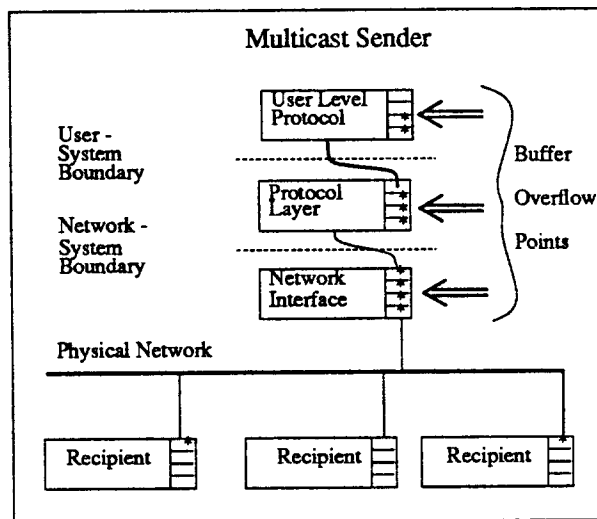 Multicast Sender
User Level
Protocol
User -
System
Boundary
Buffer
Protocol
Layer
Overflow
Network -
System
Boundary
Points
Network
Interface
Physical Network
Recipient
Recipient
Recipient